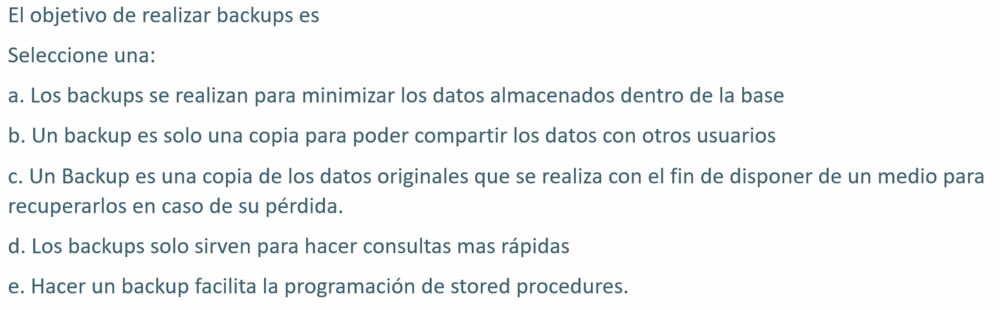 El objetivo de realizar backups es
Seleccione una:
a. Los backups se realizan para minimizar los datos almacenados dentro de la base
b. Un backup es solo una copia para poder compartir los datos con otros usuarios
c. Un Backup es una copia de los datos originales que se realiza con el fin de disponer de un medio para
recuperarlos en caso de su pérdida.
d. Los backups solo sirven para hacer consultas mas rápidas
e. Hacer un backup facilita la programación de stored procedures.